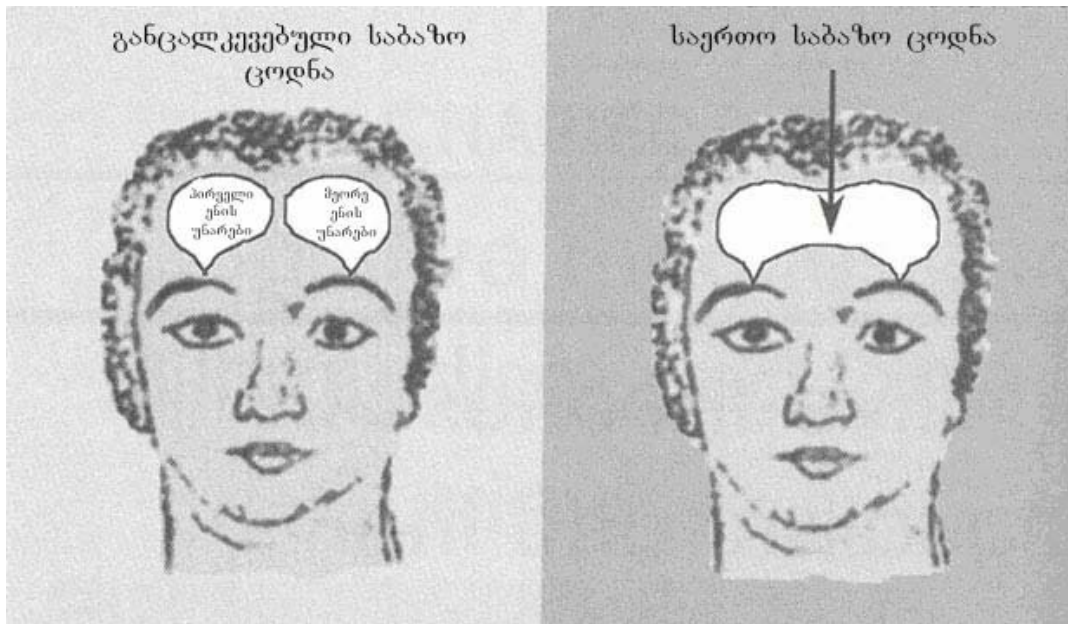 განცალკევებული საბაზო
ცოდნა
საერთო საბაზო ცოდნა
პირველი
ენის
უნარები
მეორე
ენის
უნარები